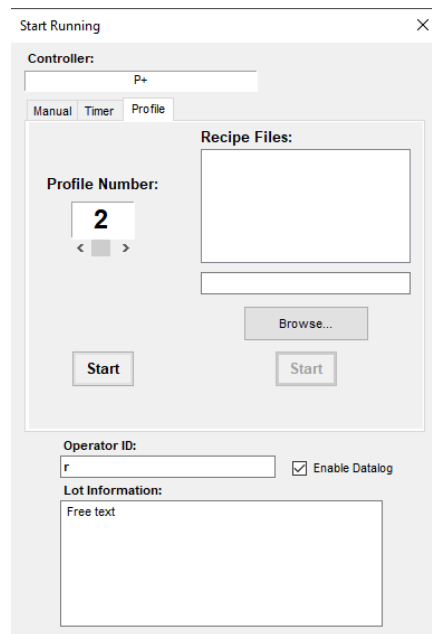 Start Running
Controller:
P+
Manual Timer Profile
Recipe Files:
Profile Number:
2
Browse...
Start
Start
Operator ID:
r
Enable Datalog
Lot Information:
Free text